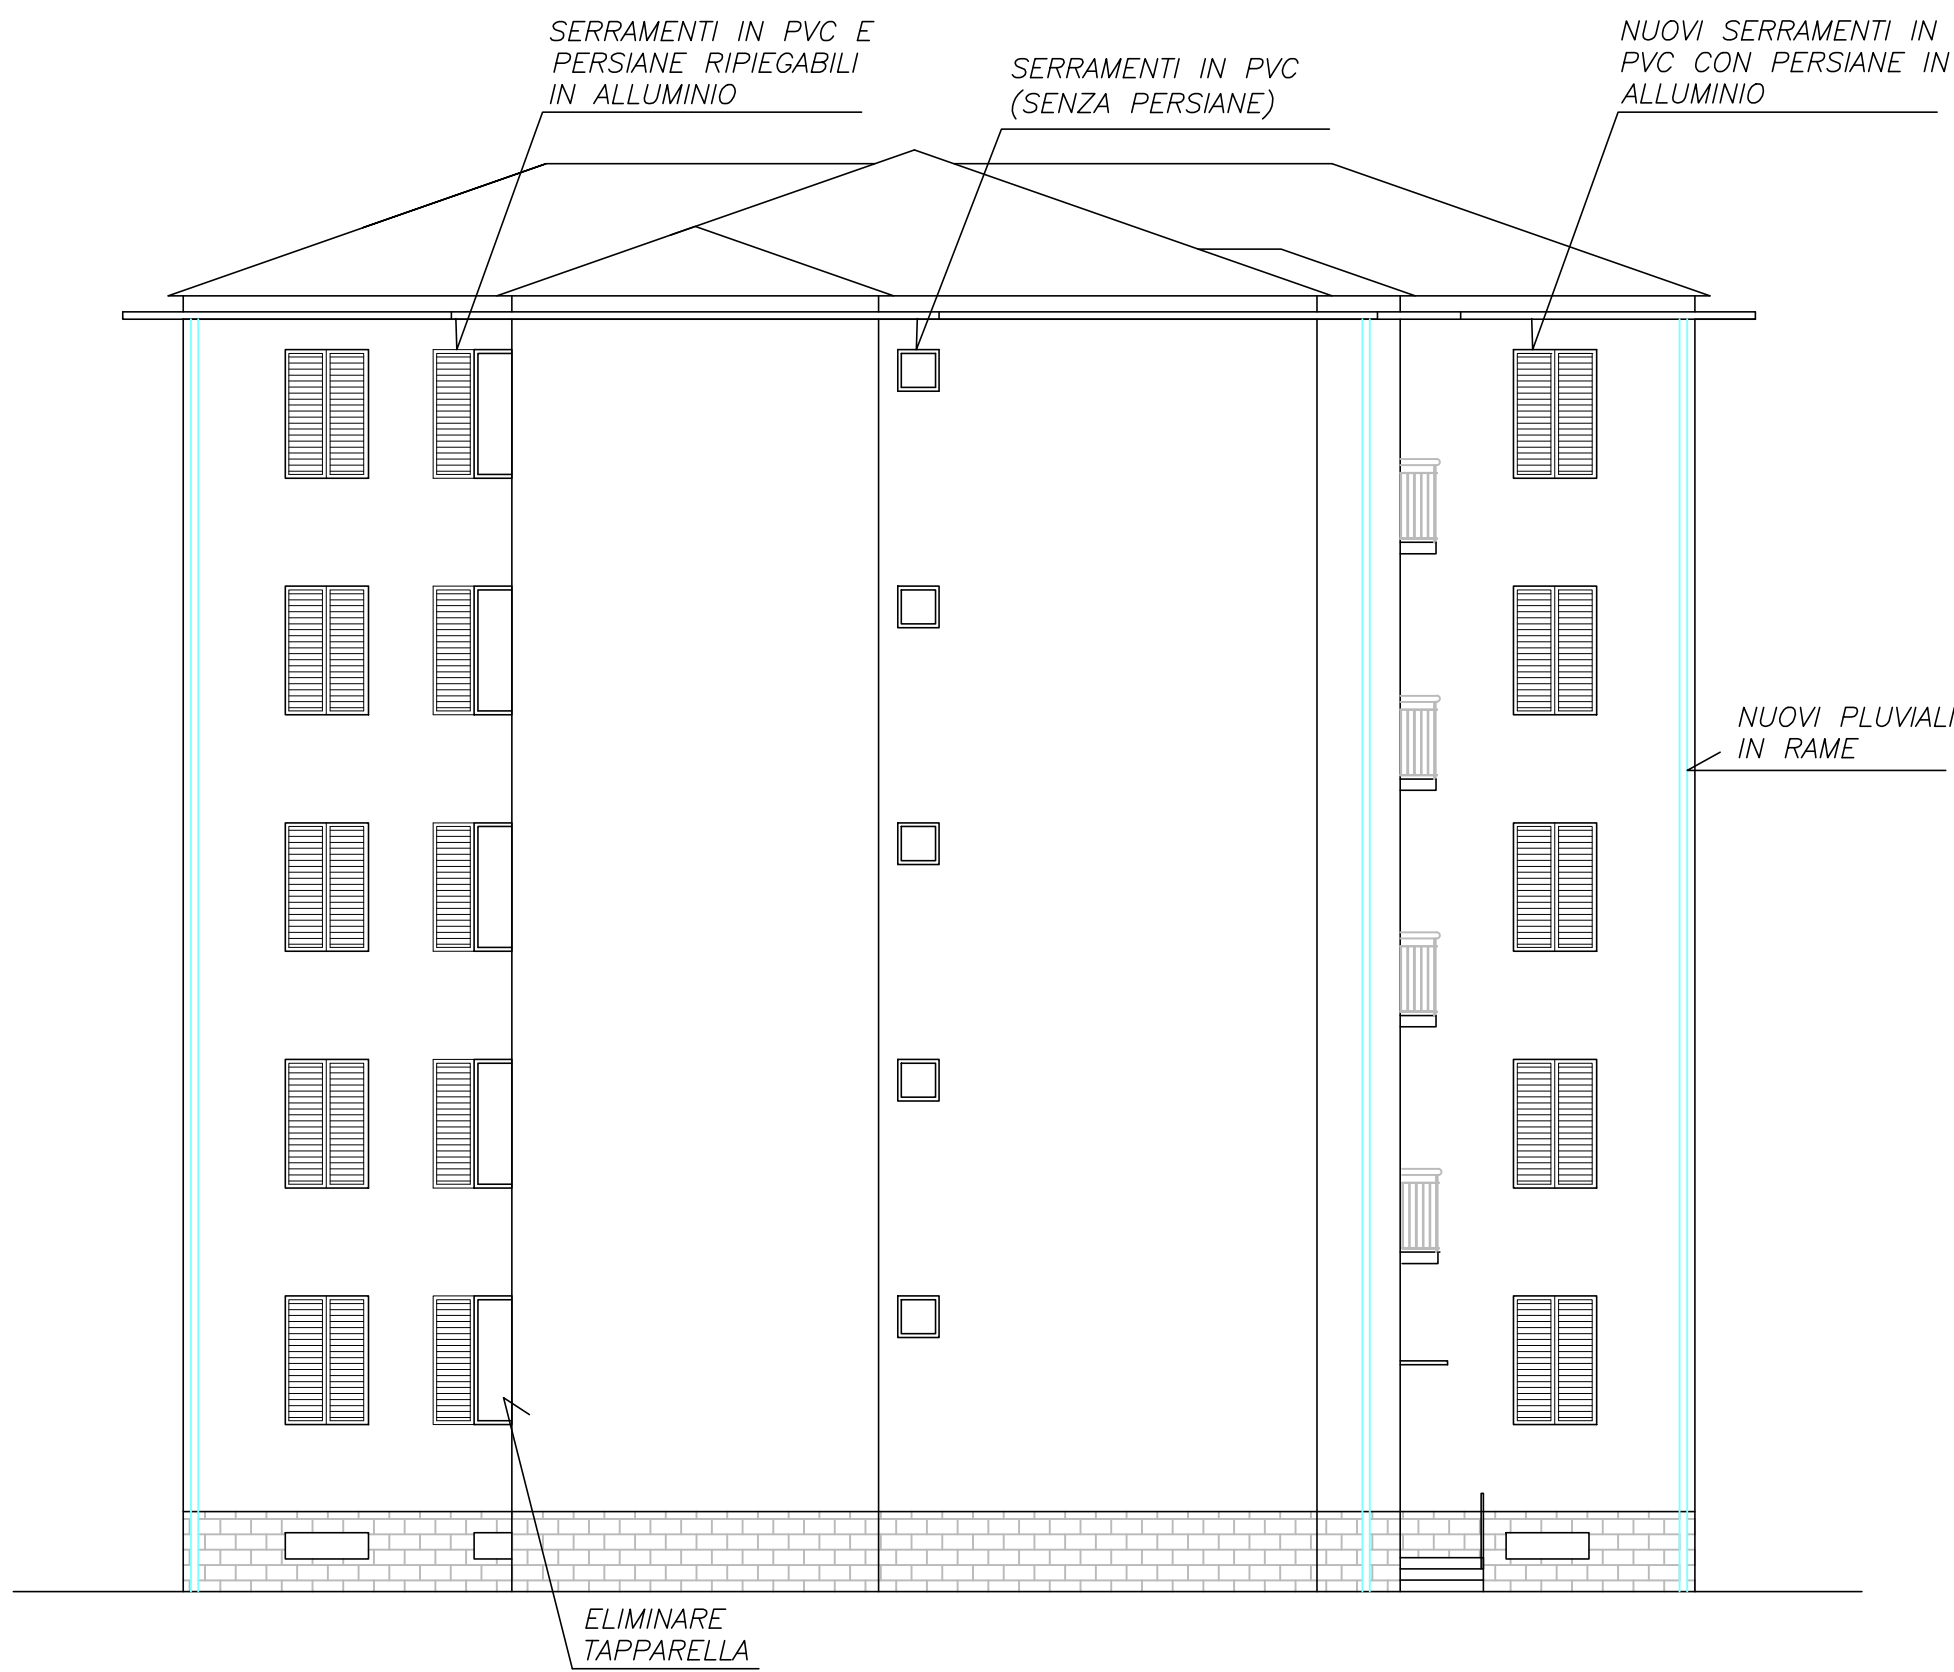 SERRAMENTI IN PVC E
PERSIANE RIPIEGABILI
IN ALLUMINIO
SERRAMENTI IN PVC
(SENZA PERSIANE)
NUOVI SERRAMENTI IN
PVC CON PERSIANE IN
ALLUMINIO
NUOVI PLUVIALI
IN RAME
ELIMINARE
TAPPARELLA